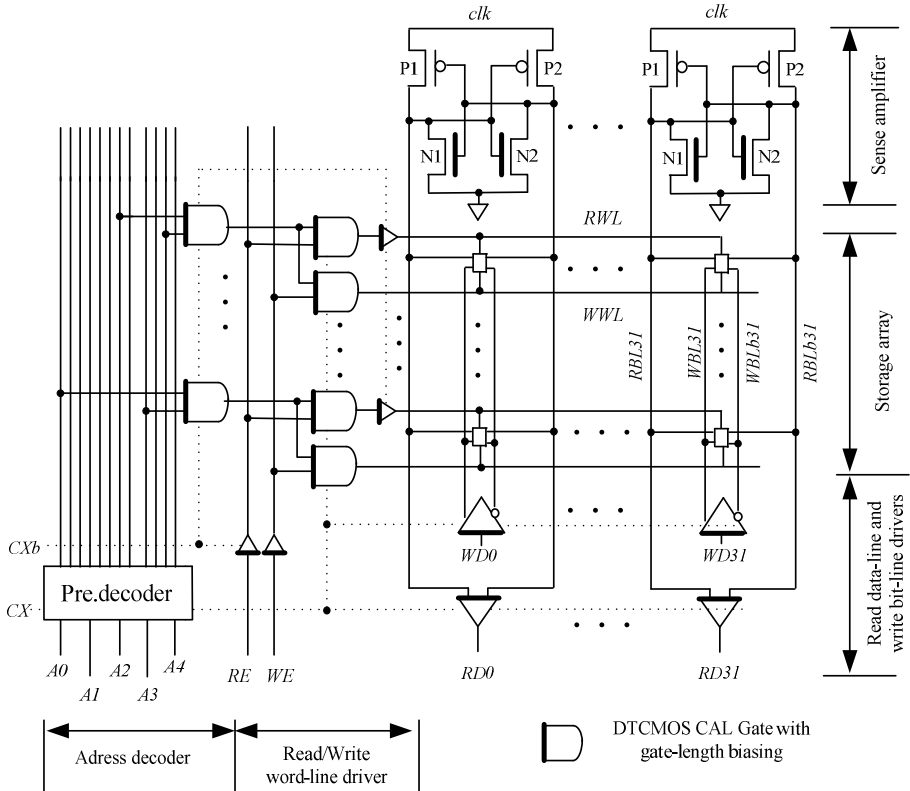 clk
clk
P1
P2
P1
P2
N1
N2
N1
N2
Sense amplifier
RWL
WWL
RBL31
WBL31
WBLb31
RBLb31
Storage array
CXb
WD0
WD31
Pre.decoder
CX
Read data-line and
write bit-line drivers
A0
A1
A2
A3
A4
RE
WE
RD0
RD31
Adress decoder
Read/Write
word-line driver
DTCMOS CAL Gate with
gate-length biasing